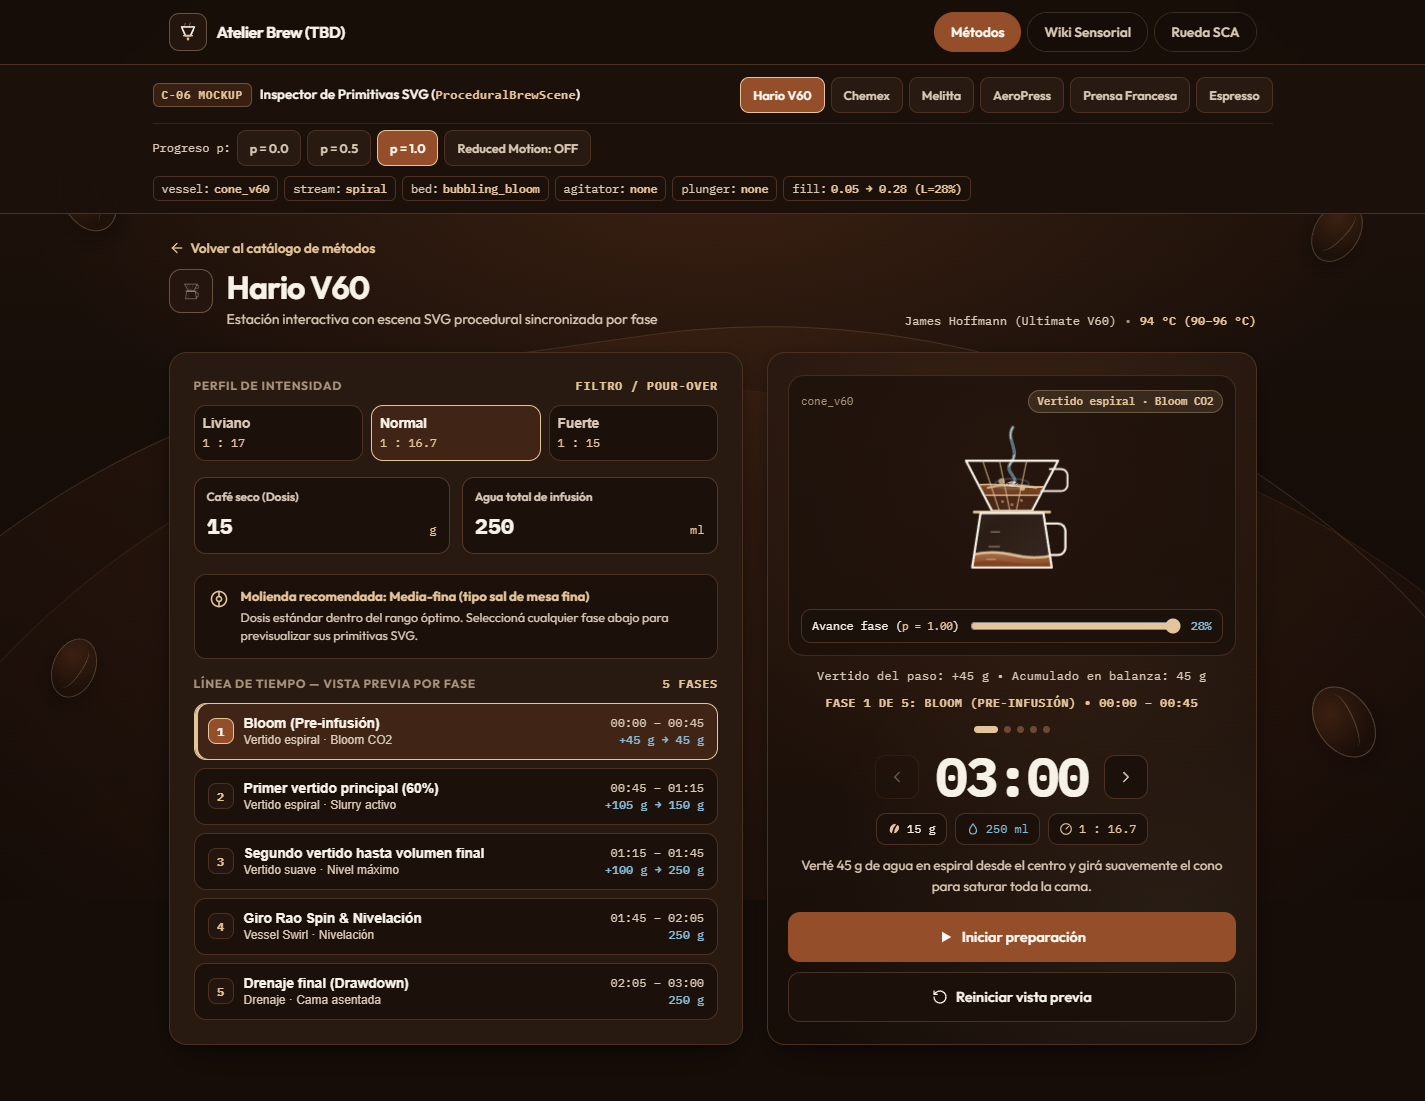 Atelier Brew (TBD)
Métodos
Wiki Sensorial
Rueda SCA
C-06 MOCKUP
Inspector de Primitivas SVG (ProceduralBrewScene)
Hario V60
Chemex
Melitta
AeroPress
Prensa Francesa
Espresso
Progreso p:
p=0.0
p=0.5
p=1.0
Reduced Motion: OFF
vessel: cone_v60
stream: spiral
bed: bubbling_bloom
agitator: none
plunger: none
fill: 0.05 → 0.28 (L=28%)
← Volver al catálogo de métodos
Hario V60
Estación interactiva con escena SVG procedural sincronizada por fase
James Hoffmann (Ultimate V60) • 94 °C (90–96 °C)
PERFIL DE INTENSIDAD
FILTRO / POUR-OVER
Liviano
1 : 17
Normal
1 : 16.7
Fuerte
1 : 15
Café seco (Dosis)
15 g
Agua total de infusión
250 ml
Molienda recomendada: Media-fina (tipo sal de mesa fina)
Dosis estándar dentro del rango óptimo. Seleccioná cualquier fase abajo para
previsualizar sus primitivas SVG.
LÍNEA DE TIEMPO — VISTA PREVIA POR FASE
5 FASES
1
Bloom (Pre-infusión)
00:00 – 00:45
Vertido espiral · Bloom CO2
+45 g → 45 g
2
Primer vertido principal (60%)
00:45 – 01:15
Vertido espiral · Slurry activo
+105 g → 150 g
3
Segundo vertido hasta volumen final
01:15 – 01:45
Vertido suave · Nivel máximo
+100 g → 250 g
4
Giro Rao Spin & Nivelación
01:45 – 02:05
Vessel Swirl · Nivelación
250 g
5
Drenaje final (Drawdown)
02:05 – 03:00
Drenaje · Cama asentada
250 g
cone_v60
Vertido espiral · Bloom CO2
Avance fase (p = 1.00)
28%
Vertido del paso: +45 g • Acumulado en balanza: 45 g
FASE 1 DE 5: BLOOM (PRE-INFUSIÓN) • 00:00 – 00:45
03:00
15 g
250 ml
1 : 16.7
Verté 45 g de agua en espiral desde el centro y girá suavemente el cono
para saturar toda la cama.
Iniciar preparación
Reiniciar vista previa